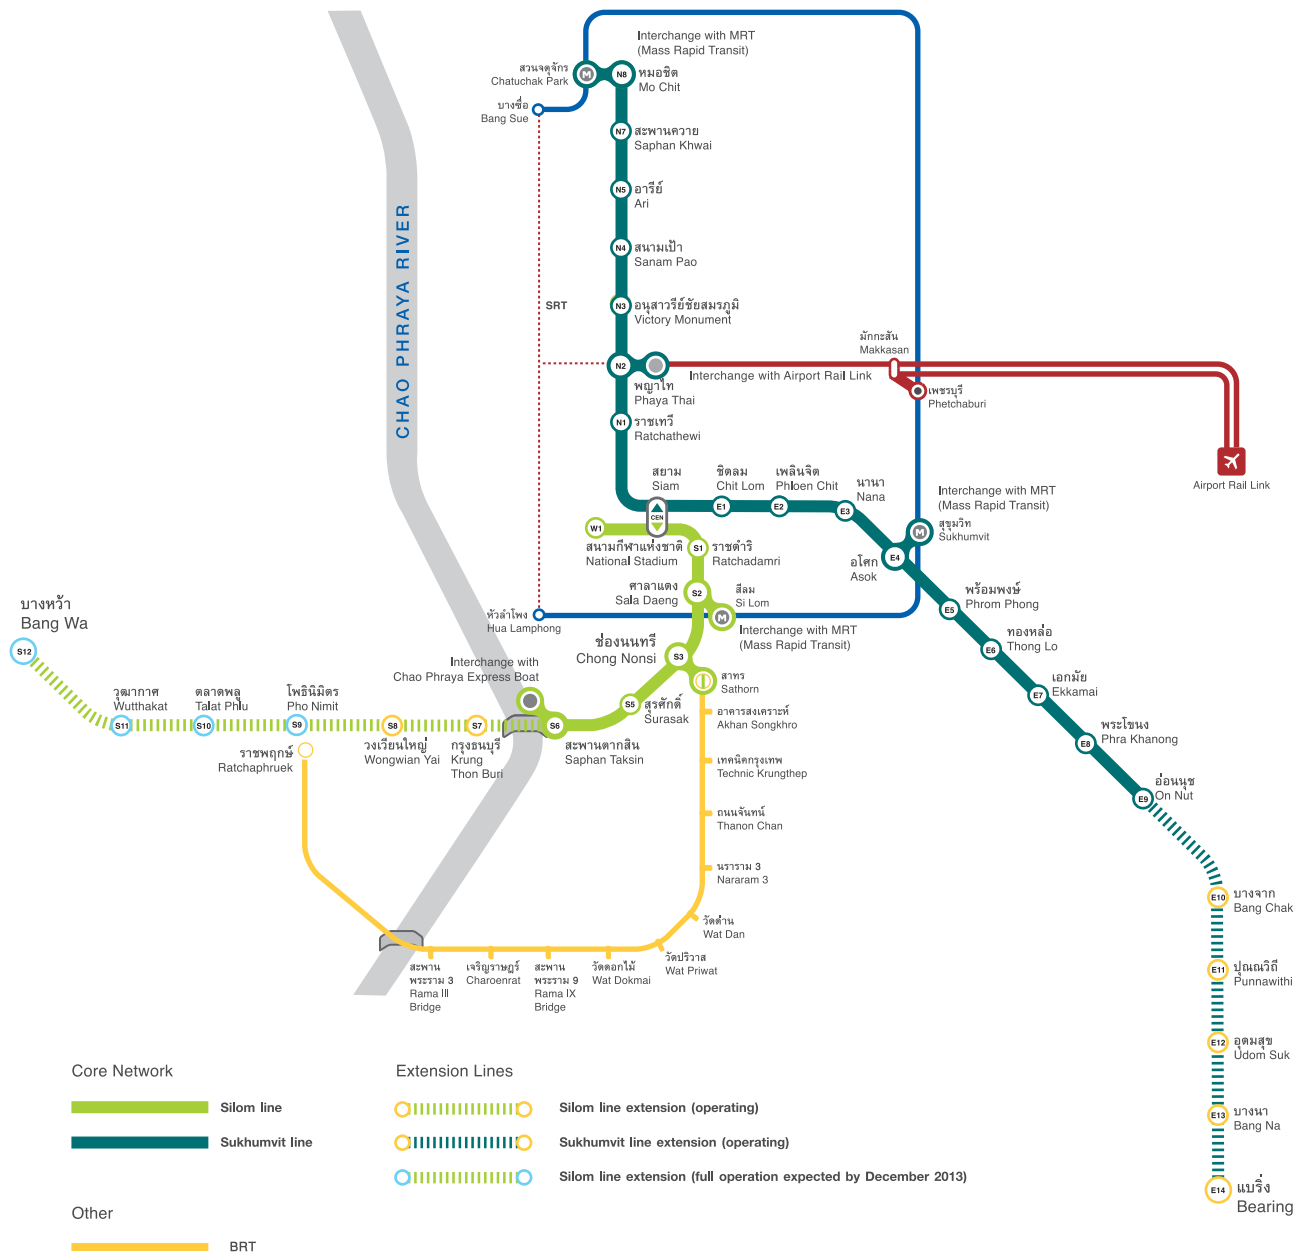 Interchange with MRT
(Mass Rapid Transit)
สวนจตุจักร
Chatuchak Park
M
N8
หมอชิต
Mo Chit
บางซื่อ
Bang Sue
N7
สะพานควาย
Saphan Khwai
N5
อารีย์
Ari
N4
สนามเป้า
Sanam Pao
CHAO PHRAYA RIVER
SRT
N3
อนุสาวรีย์ชัยสมรภูมิ
Victory Monument
มักกะสัน
Makkasan
N2
Interchange with Airport Rail Link
พญาไท
Phaya Thai
เพชรบุรี
Phetchaburi
N1
ราชเทวี
Ratchathewi
สยาม
Siam
ชิดลม
Chit Lom
เพลินจิต
Phloen Chit
นานา
Nana
Airport Rail Link
Interchange with MRT
(Mass Rapid Transit)
CEN
E1
E2
E3
W1
M
สุขุมวิท
Sukhumvit
สนามกีฬาแห่งชาติ
National Stadium
S1
ราชดำริ
Ratchadamri
E4
อโศก
Asok
ศาลาแดง
Sala Daeng
S2
สีลม
Si Lom
พร้อมพงษ์
Phrom Phong
E5
บางหว้า
Bang Wa
หัวลำโพง
Hua Lamphong
M
Interchange with MRT
(Mass Rapid Transit)
ทองหล่อ
Thong Lo
E6
ช่องนนทรี
Chong Nonsi
S3
S12
Interchange with
Chao Phraya Express Boat
สาทร
Sathorn
เอกมัย
Ekkamai
E7
วุฒากาศ
Wutthakat
ตลาดพลู
Talat Phlu
โพธินิมิตร
Pho Nimit
S5
สุรศักดิ์
Surasak
อาคารสงเคราะห์
Akhan Songkhro
S11
S10
S9
S8
S7
S6
พระโขนง
Phra Khanong
E8
วงเวียนใหญ่
Wongwian Yai
กรุงธนบุรี
Krung
Thon Buri
สะพานตากสิน
Saphan Taksin
ราชพฤกษ์
Ratchaphruek
เทคนิคกรุงเทพ
Technic Krungthep
อ่อนนุช
On Nut
E9
ถนนจันทน์
Thanon Chan
นราราม 3
Nararam 3
E10
บางจาก
Bang Chak
วัดด่าน
Wat Dan
วัดปริวาส
Wat Priwat
สะพาน
พระราม 3
Rama III
Bridge
เจริญราษฎร์
Charoenrat
สะพาน
พระราม 9
Rama IX
Bridge
วัดดอกไม้
Wat Dokmai
E11
ปุณณวิถี
Punnawithi
E12
อุดมสุข
Udom Suk
E13
บางนา
Bang Na
E14
แบริ่ง
Bearing
Core Network
Silom line
Sukhumvit line
Extension Lines
Silom line extension (operating)
Sukhumvit line extension (operating)
Silom line extension (full operation expected by December 2013)
Other
BRT